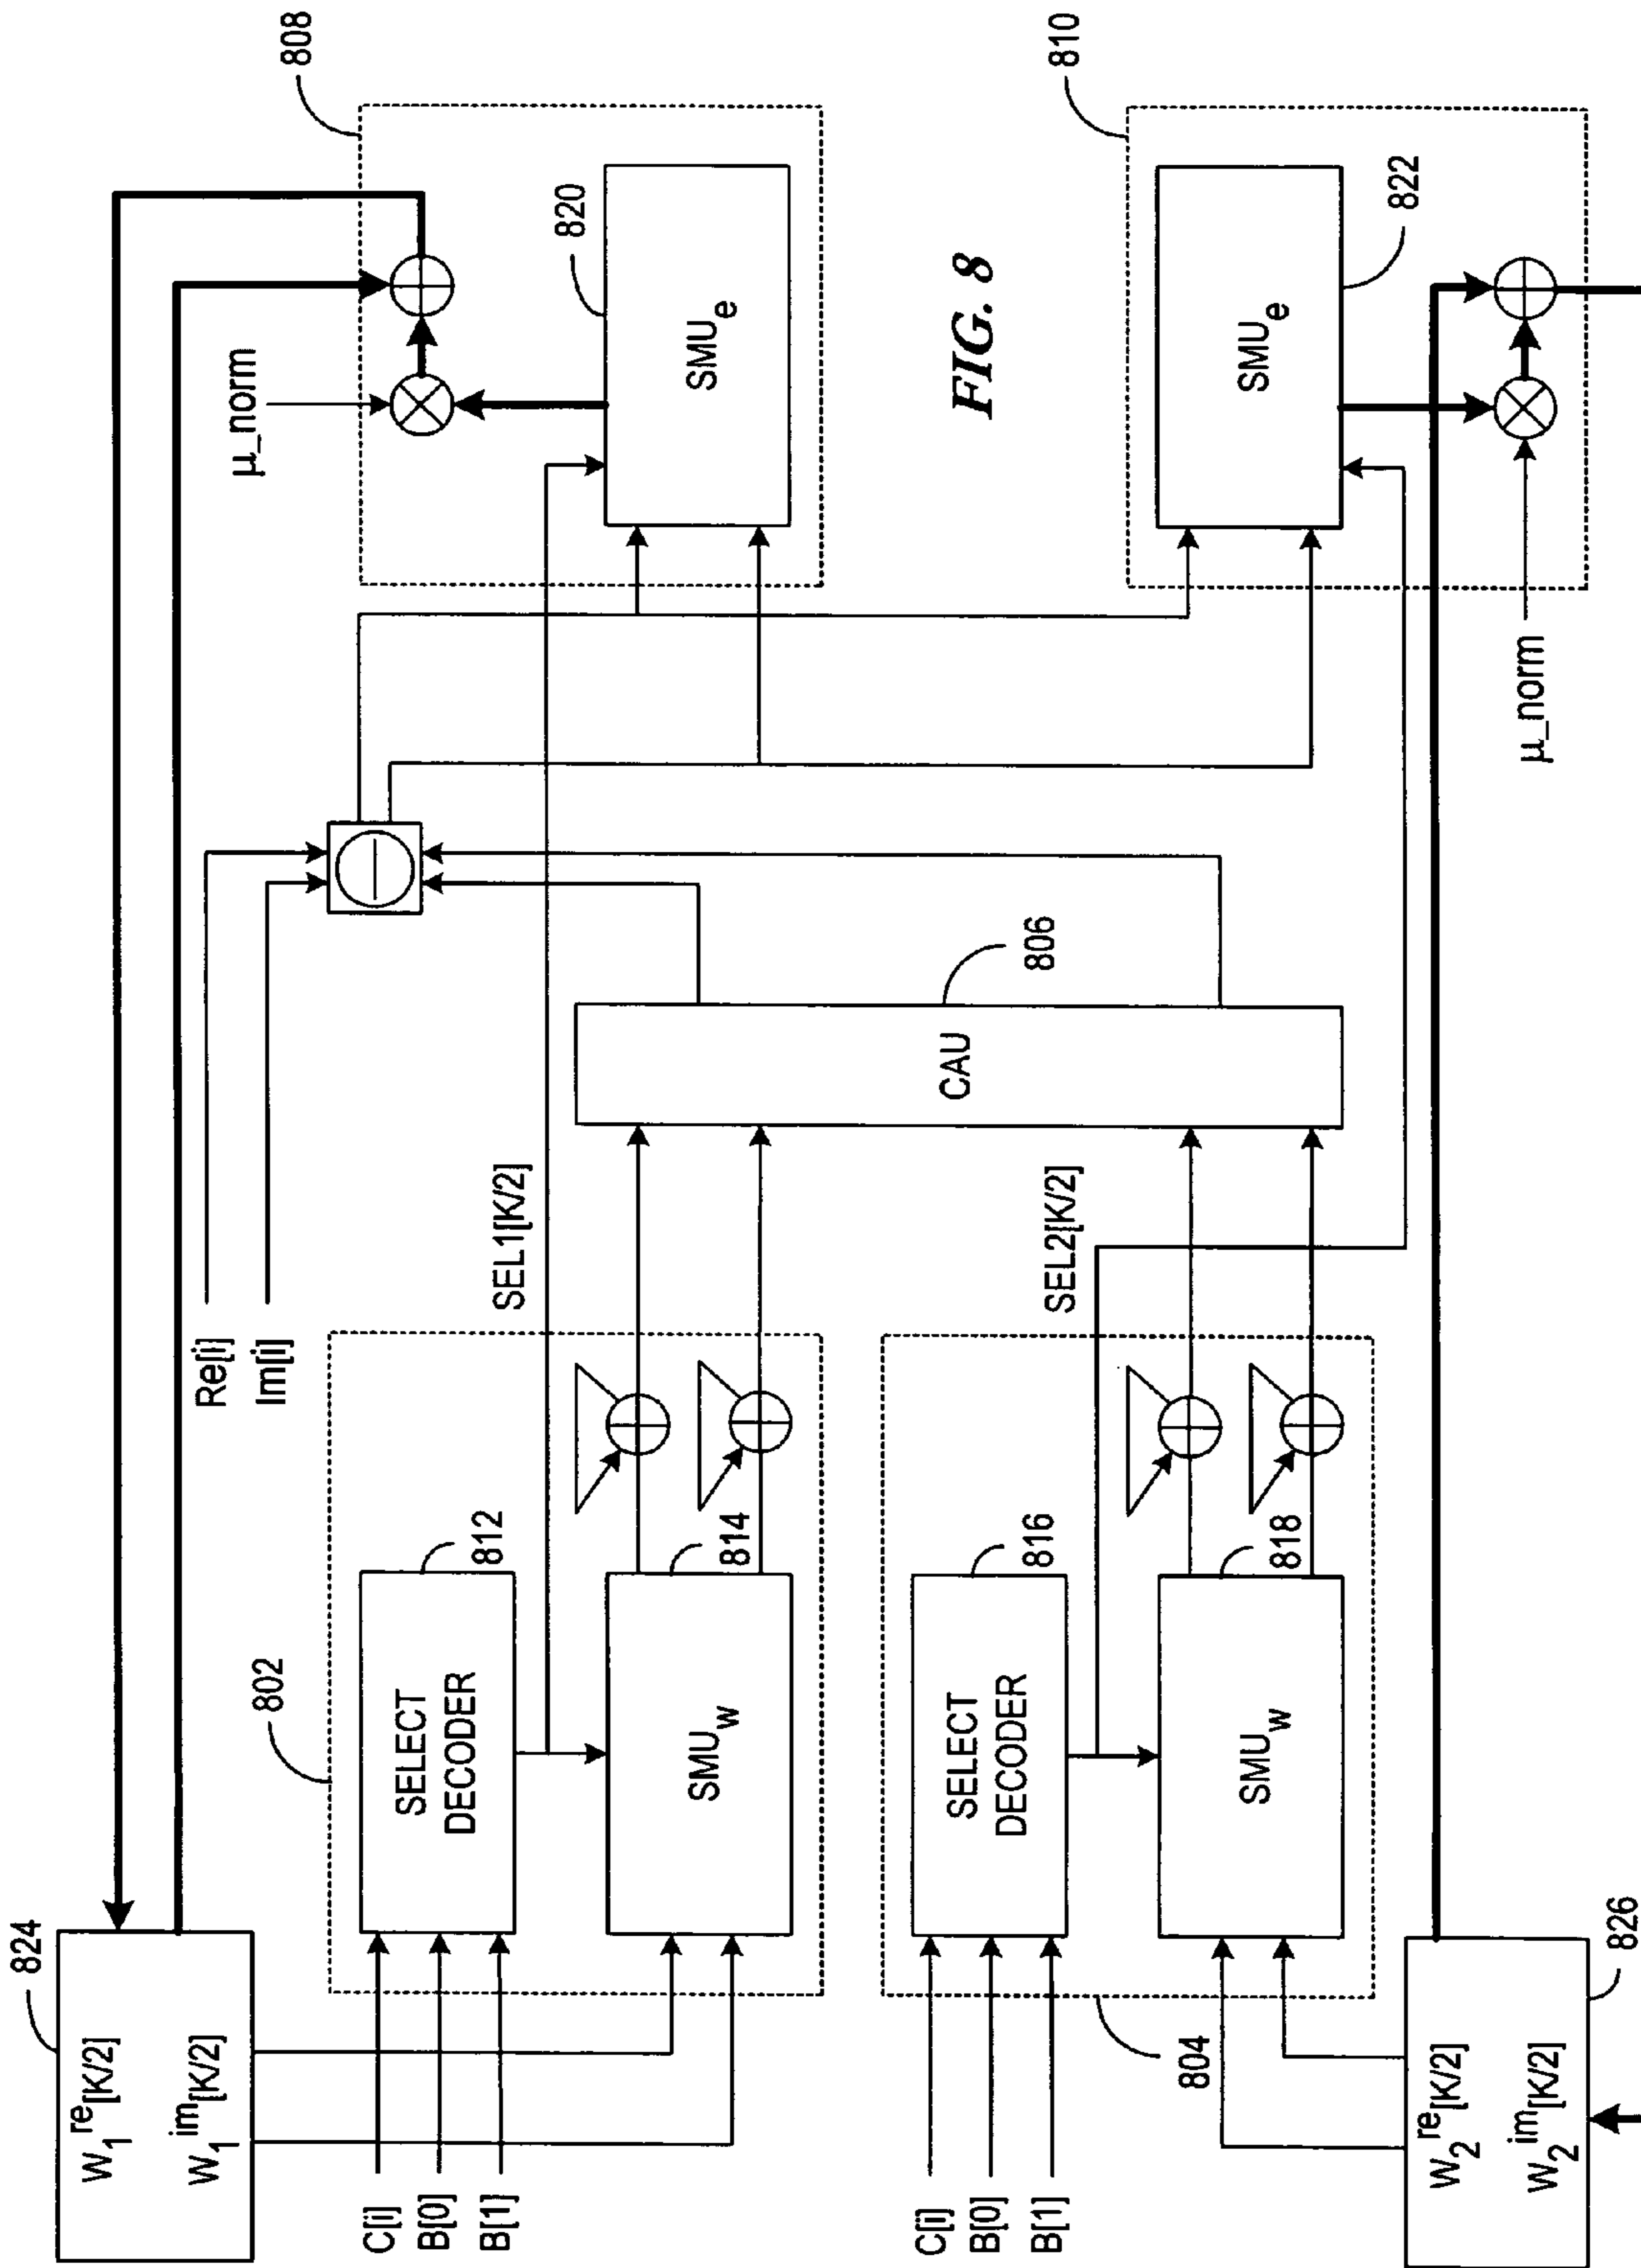 824
W₁ʳᵉ[K/2]
W₁ⁱᵐ[K/2]
C[i]
B[0]
B[1]
802
SELECT
DECODER
812
SMUw
814
Re[i]
Im[i]
SEL1[K/2]
CAU
806
µ_norm
808
820
SMUe
FIG. 8
C[i]
B[0]
B[1]
804
SELECT
DECODER
816
SMUw
818
SEL2[K/2]
W₂ʳᵉ[K/2]
W₂ⁱᵐ[K/2]
826
810
SMUe
822
µ_norm